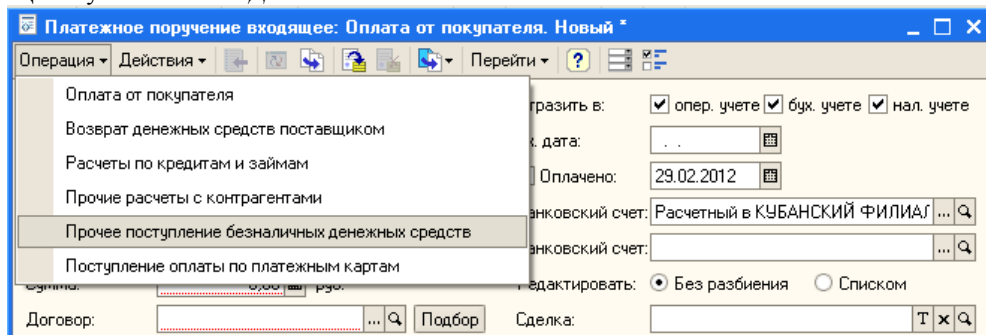 Платежное поручение входящее: Оплата от покупателя. Новый *
Операция Действия Перейти
Оплата от покупателя
Возврат денежных средств поставщиком
Расчеты по кредитам и займам
Прочие расчеты с контрагентами
Прочее поступление безналичных денежных средств
Поступление оплаты по платежным картам
опер. учете бух. учете нал. учете
дата: . .
Оплачено: 29.02.2012
счет: Расчетный в КУБАНСКИЙ ФИЛИАЛ ...
счет: ...
Редактировать: Без разбиения Списком
Сумма: 0,00 руб.
Договор: ... Подбор Сделка: T x